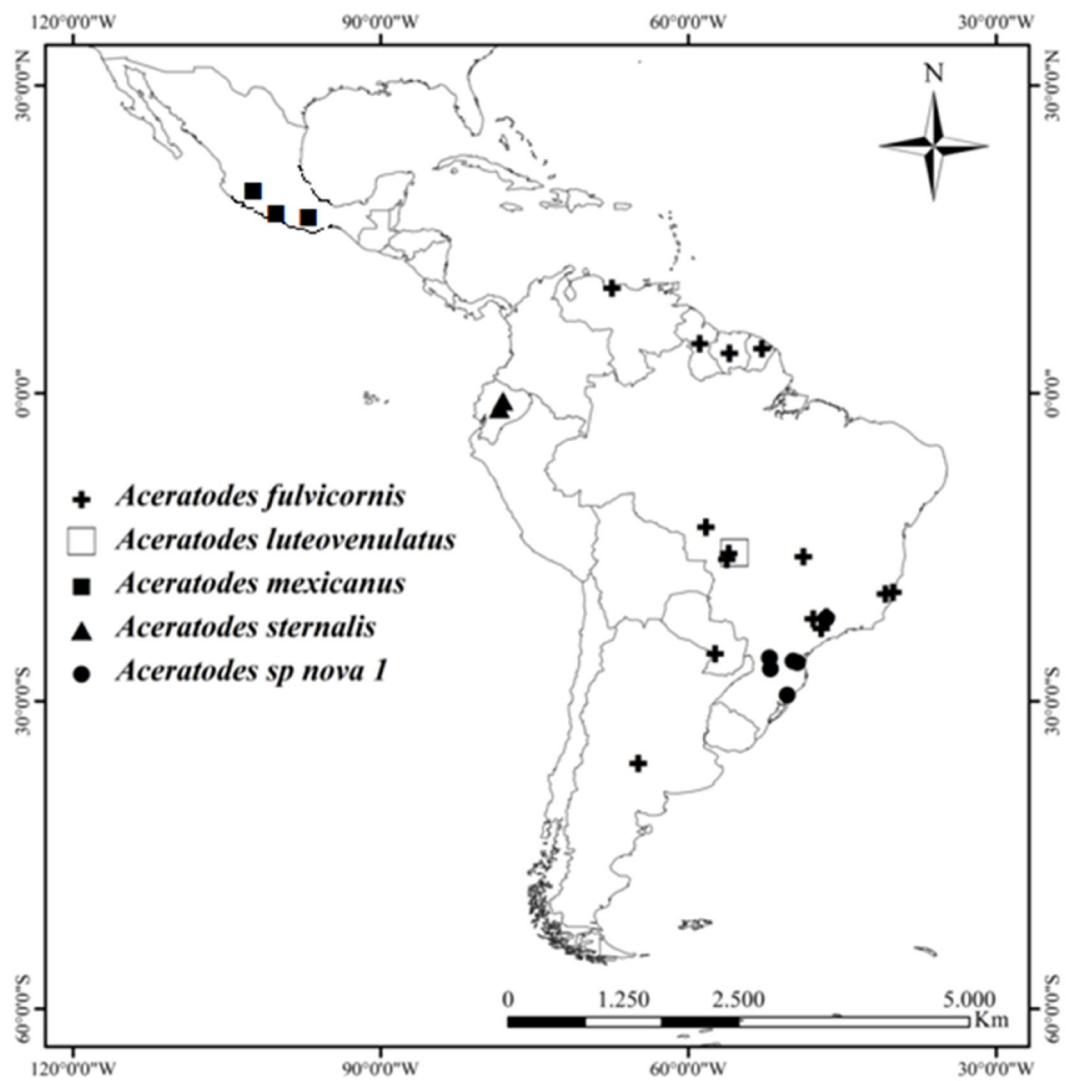 120°0'0"W 90°0'0"W 60°0'0"W 30°0'0"W
30°0'0"N 30°0'0"N
N
0°0'0" 0°0'0"
Aceratodes fulvicornis
Aceratodes luteovenulatus
Aceratodes mexicanus
Aceratodes sternalis
Aceratodes sp nova 1
30°0'0"S 30°0'0"S
0 1.250 2.500 5.000
Km
60°0'0"S 60°0'0"S
120°0'0"W 90°0'0"W 60°0'0"W 30°0'0"W